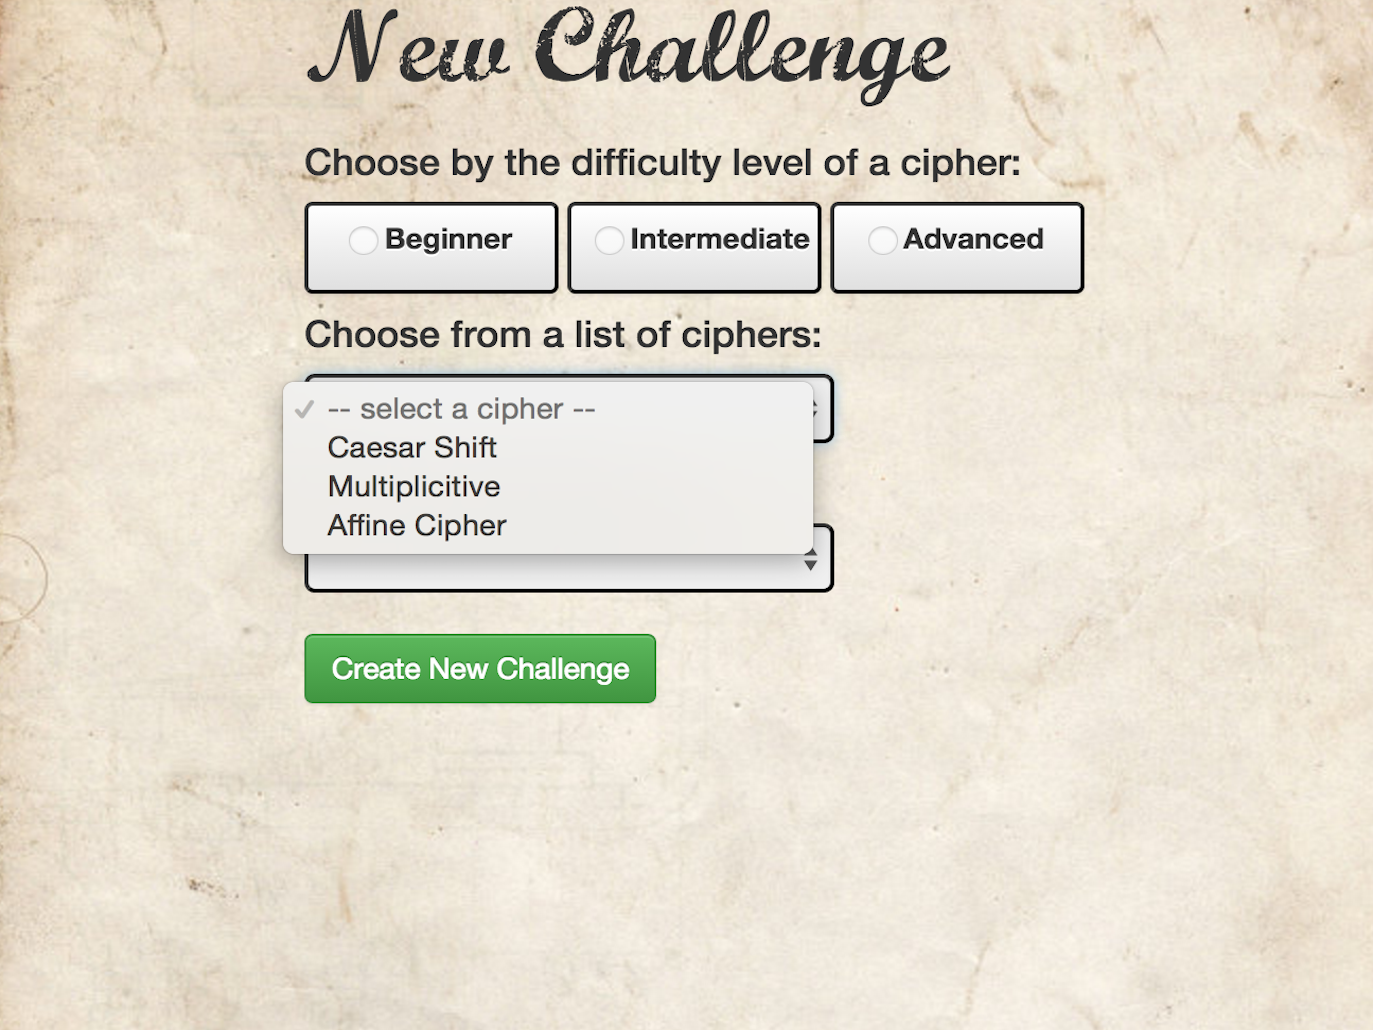 New Challenge
Choose by the difficulty level of a cipher:
Beginner Intermediate Advanced
Choose from a list of ciphers:
-- select a cipher --
Caesar Shift
Multiplicitive
Affine Cipher
Create New Challenge